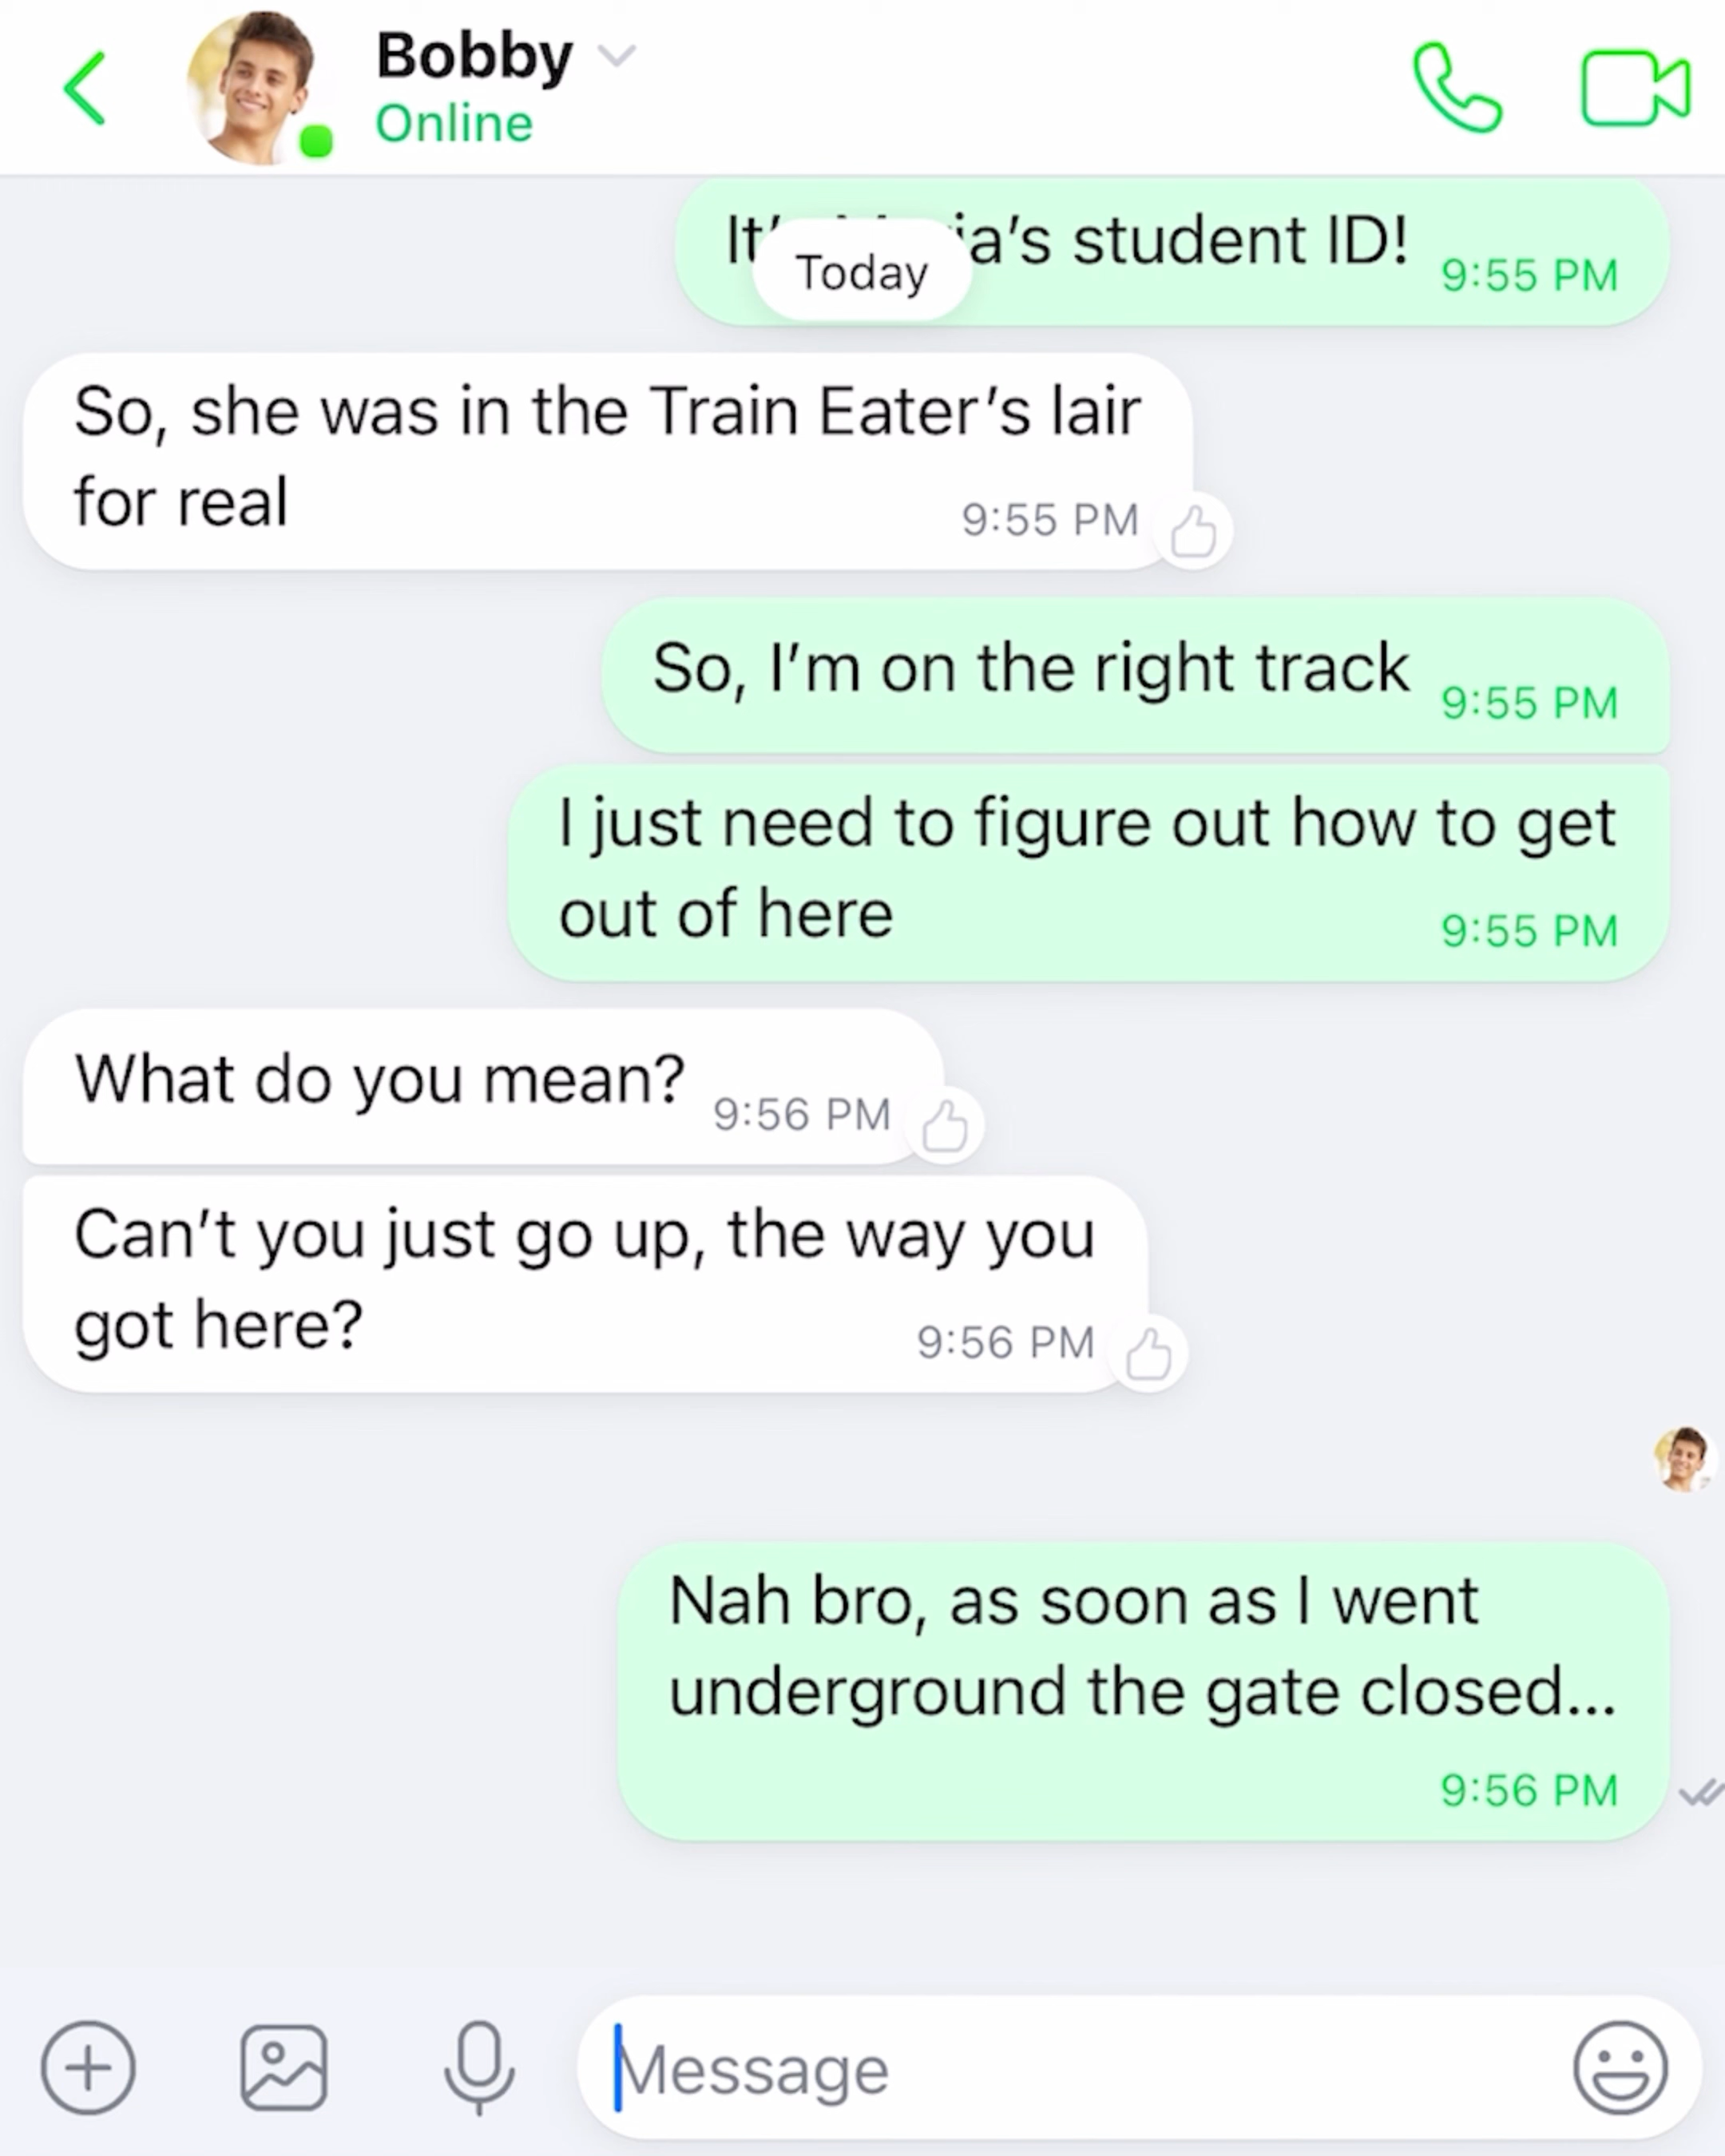 Bobby
Online
It' ia's student ID! 9:55 PM
Today
So, she was in the Train Eater's lair
for real 9:55 PM
So, I'm on the right track 9:55 PM
I just need to figure out how to get
out of here 9:55 PM
What do you mean? 9:56 PM
Can't you just go up, the way you
got here? 9:56 PM
Nah bro, as soon as I went
underground the gate closed...
9:56 PM
Message